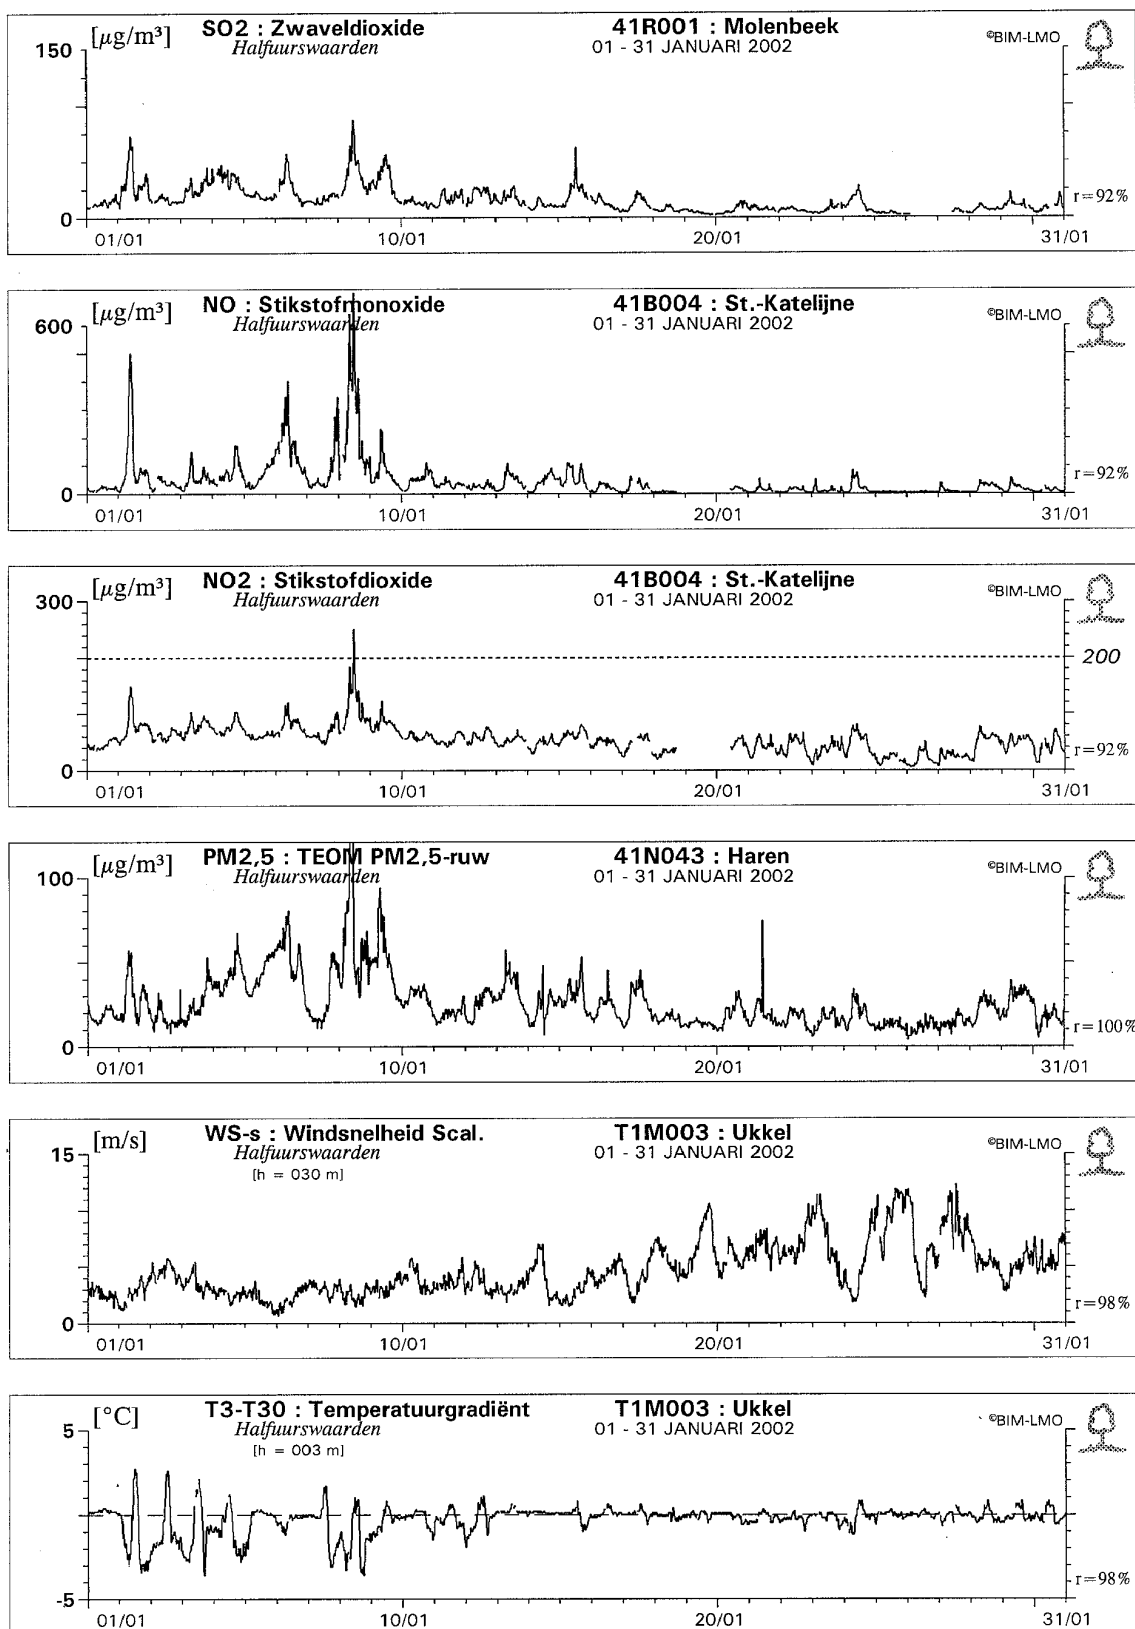 [μg/m³] SO2 : Zwaveldioxide 41R001 : Molenbeek
Halfuurswaarden 01 - 31 JANUARI 2002 ©BIM-LMO
150
0
r=92%
01/01 10/01 20/01 31/01
[μg/m³] NO : Stikstofmonoxide 41B004 : St.-Katelijne
Halfuurswaarden 01 - 31 JANUARI 2002 ©BIM-LMO
600
0
r=92%
01/01 10/01 20/01 31/01
[μg/m³] NO2 : Stikstofdioxide 41B004 : St.-Katelijne
Halfuurswaarden 01 - 31 JANUARI 2002 ©BIM-LMO
300
200
0
r=92%
01/01 10/01 20/01 31/01
[μg/m³] PM2,5 : TEOM PM2,5-ruw 41N043 : Haren
Halfuurswaarden 01 - 31 JANUARI 2002 ©BIM-LMO
100
0
r=100%
01/01 10/01 20/01 31/01
[m/s] WS-s : Windsnelheid Scal. T1M003 : Ukkel
Halfuurswaarden 01 - 31 JANUARI 2002 ©BIM-LMO
15
[h = 030 m]
0
r=98%
01/01 10/01 20/01 31/01
[°C] T3-T30 : Temperatuurgradiënt T1M003 : Ukkel
Halfuurswaarden 01 - 31 JANUARI 2002 ©BIM-LMO
5
[h = 003 m]
-5
r=98%
01/01 10/01 20/01 31/01